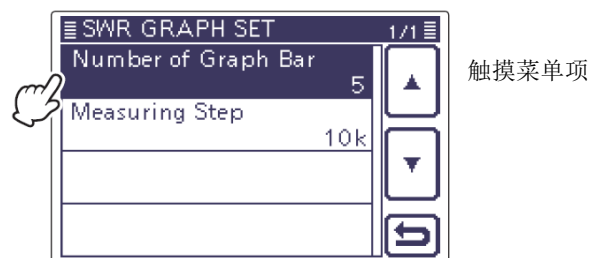 SWR GRAPH SET 1/1
Number of Graph Bar
5
触摸菜单项
Measuring Step
10k